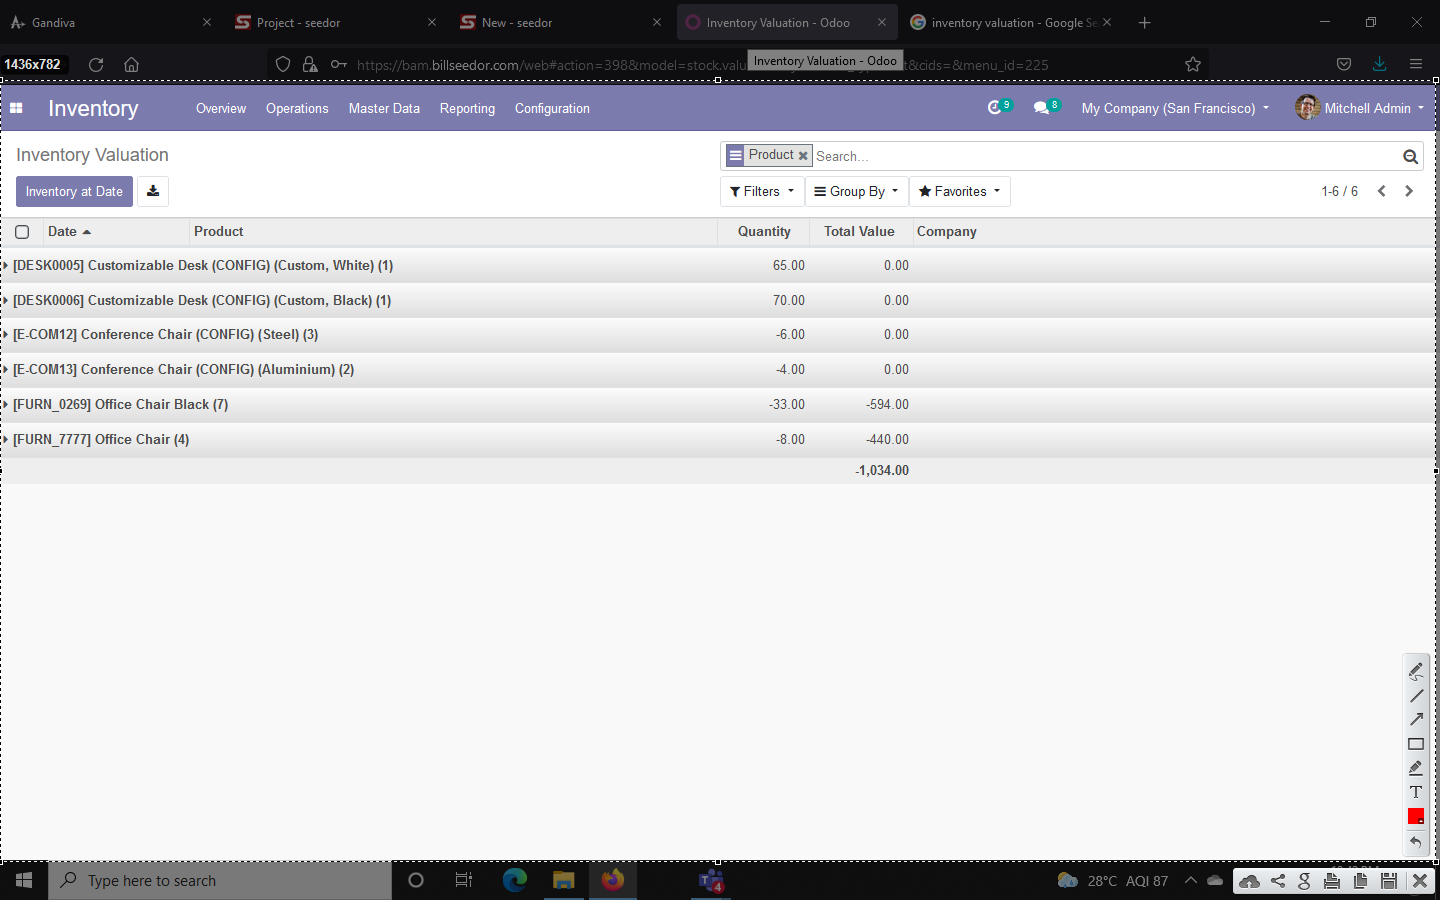 Gandiva
Project - seedor
New - seedor
Inventory Valuation - Odoo
inventory valuation - Google Se
1436x782
https://bam.billseedor.com/web#action=398&model=stock.valu
t&cids=&menu_id=225
Inventory Valuation - Odoo
Inventory
Overview
Operations
Master Data
Reporting
Configuration
9
8
My Company (San Francisco)
Mitchell Admin
Inventory Valuation
Product
Search...
Inventory at Date
Filters
Group By
Favorites
1-6 / 6
Date
Product
Quantity
Total Value
Company
[DESK0005] Customizable Desk (CONFIG) (Custom, White) (1) 65.00 0.00
[DESK0006] Customizable Desk (CONFIG) (Custom, Black) (1) 70.00 0.00
[E-COM12] Conference Chair (CONFIG) (Steel) (3) -6.00 0.00
[E-COM13] Conference Chair (CONFIG) (Aluminium) (2) -4.00 0.00
[FURN_0269] Office Chair Black (7) -33.00 -594.00
[FURN_7777] Office Chair (4) -8.00 -440.00
-1,034.00
T
Type here to search
4
28°C AQI 87